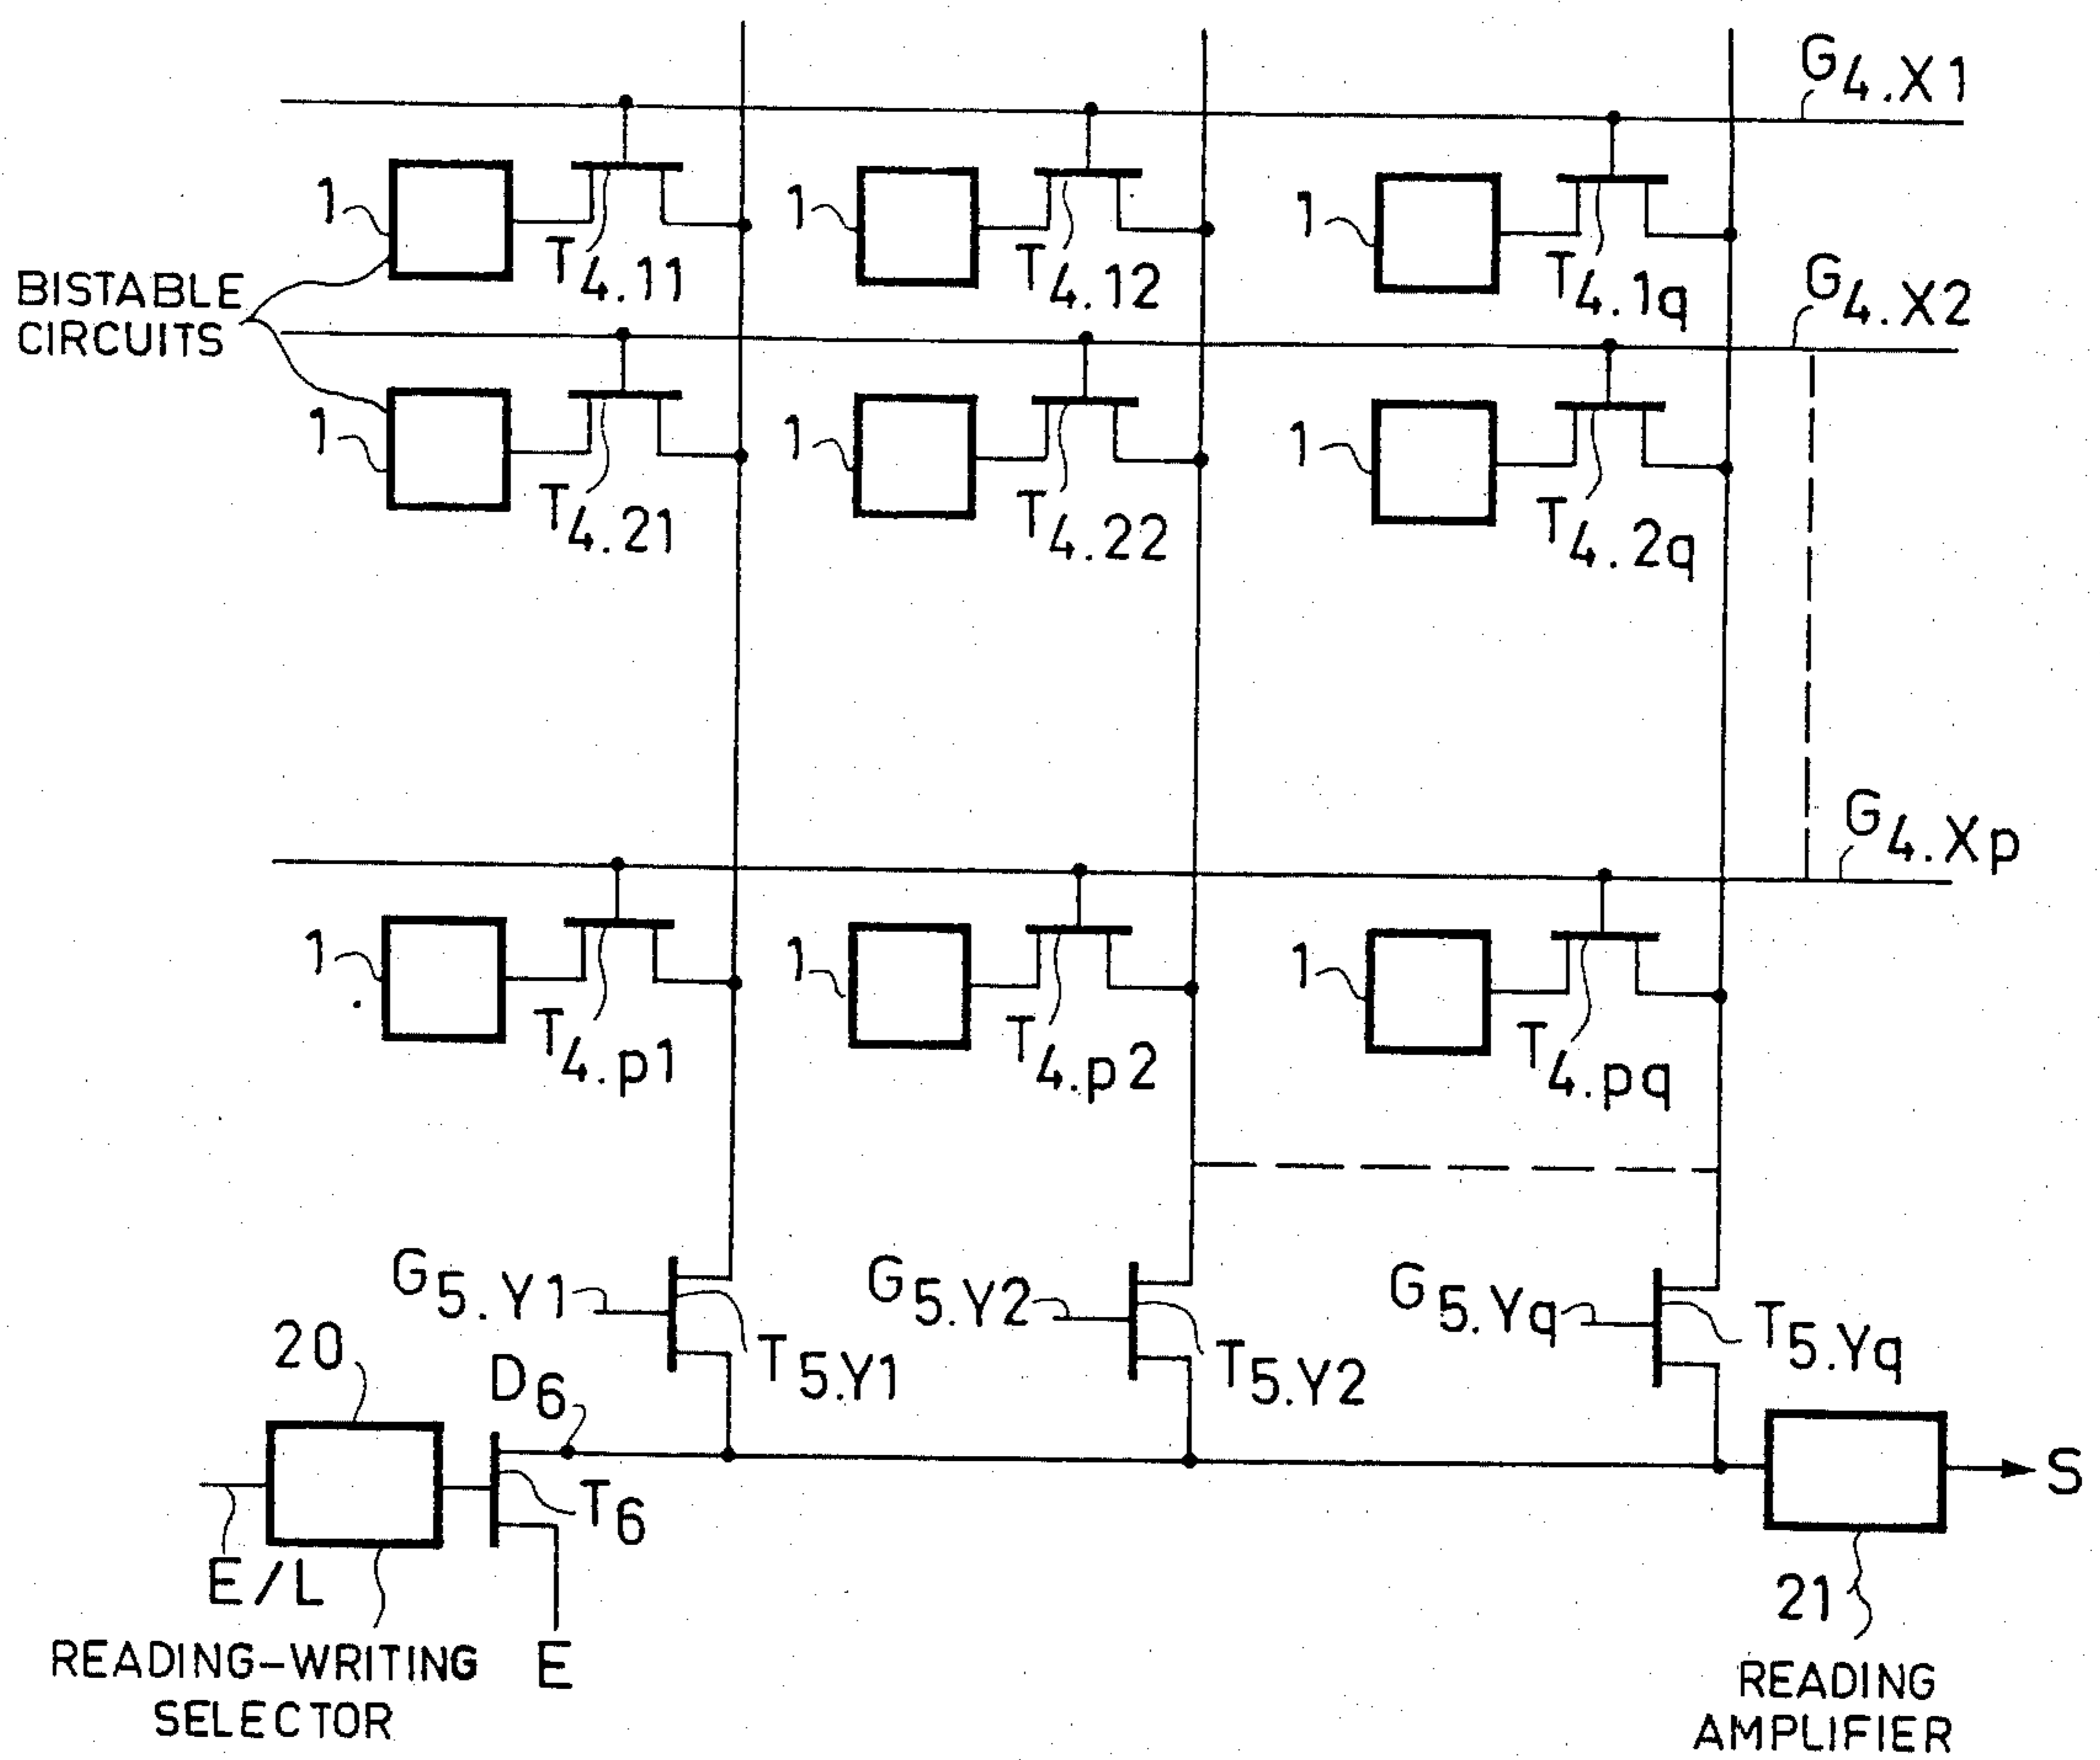 G4.X1
1
T4.11
1
T4.12
1
T4.1q
BISTABLE
CIRCUITS
G4.X2
1
T4.21
1
T4.22
1
T4.2q
G4.Xp
1
T4.p1
1
T4.p2
1
T4.pq
G5.Y1
T5.Y1
G5.Y2
T5.Y2
G5.Yq
T5.Yq
20
D6
T6
S
E/L
E
21
READING-WRITING
SELECTOR
READING
AMPLIFIER